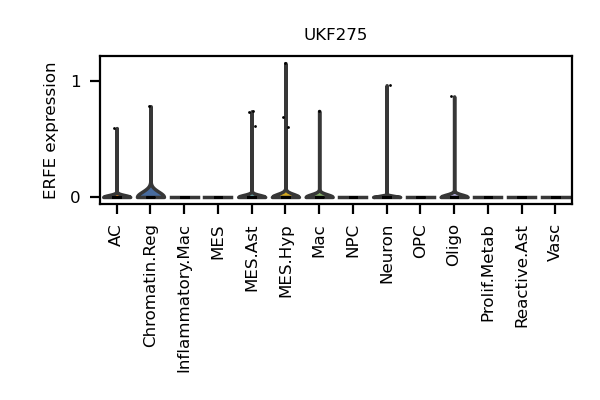 UKF275
ERFE expression
1
0
AC
Chromatin.Reg
Inflammatory.Mac
MES
MES.Ast
MES.Hyp
Mac
NPC
Neuron
OPC
Oligo
Prolif.Metab
Reactive.Ast
Vasc